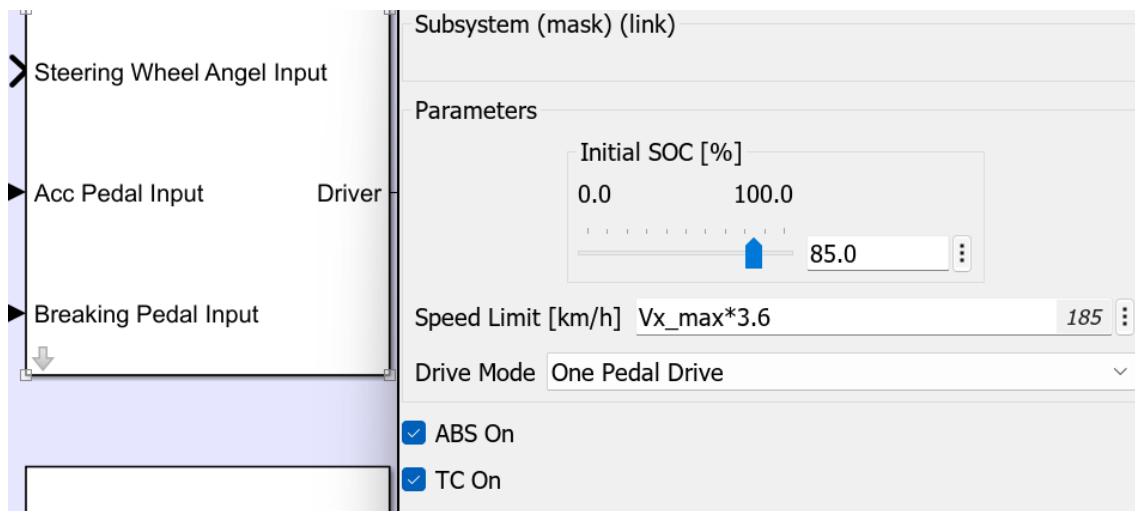 Steering Wheel Angel Input
Acc Pedal Input
Driver
Breaking Pedal Input
Subsystem (mask) (link)
Parameters
Initial SOC [%]
0.0 100.0
85.0
Speed Limit [km/h] Vx_max*3.6 185
Drive Mode One Pedal Drive
ABS On
TC On